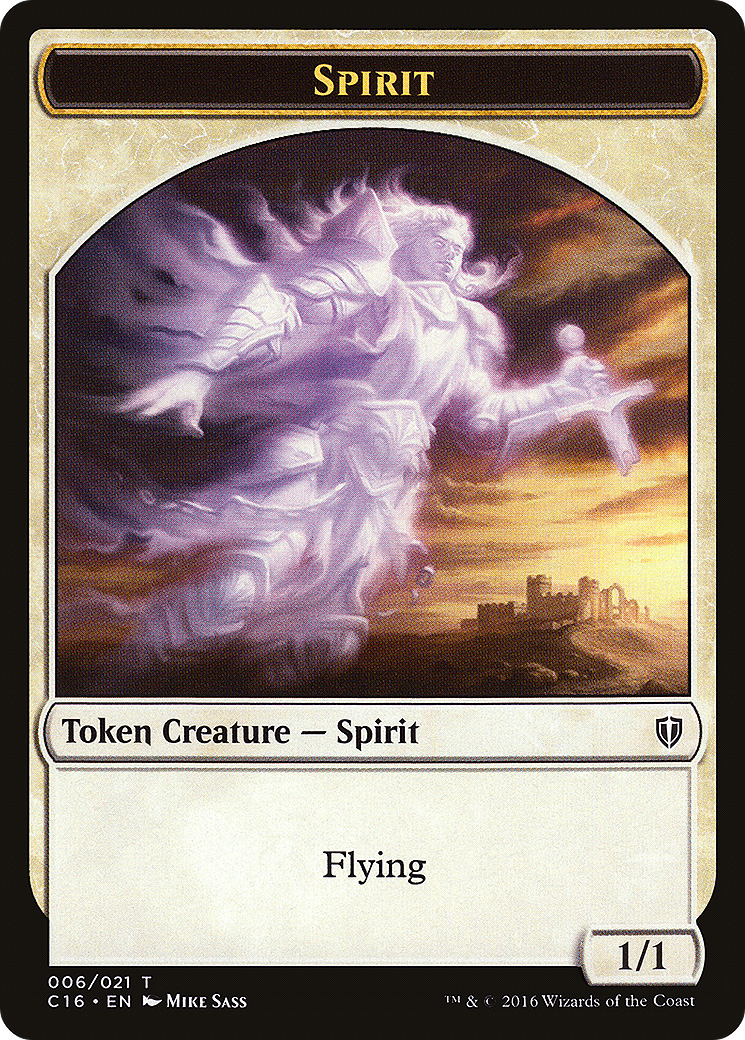 Spirit
Token Creature — Spirit
Flying
1/1
006/021 T
C16 • EN Mike Sass
™ & © 2016 Wizards of the Coast